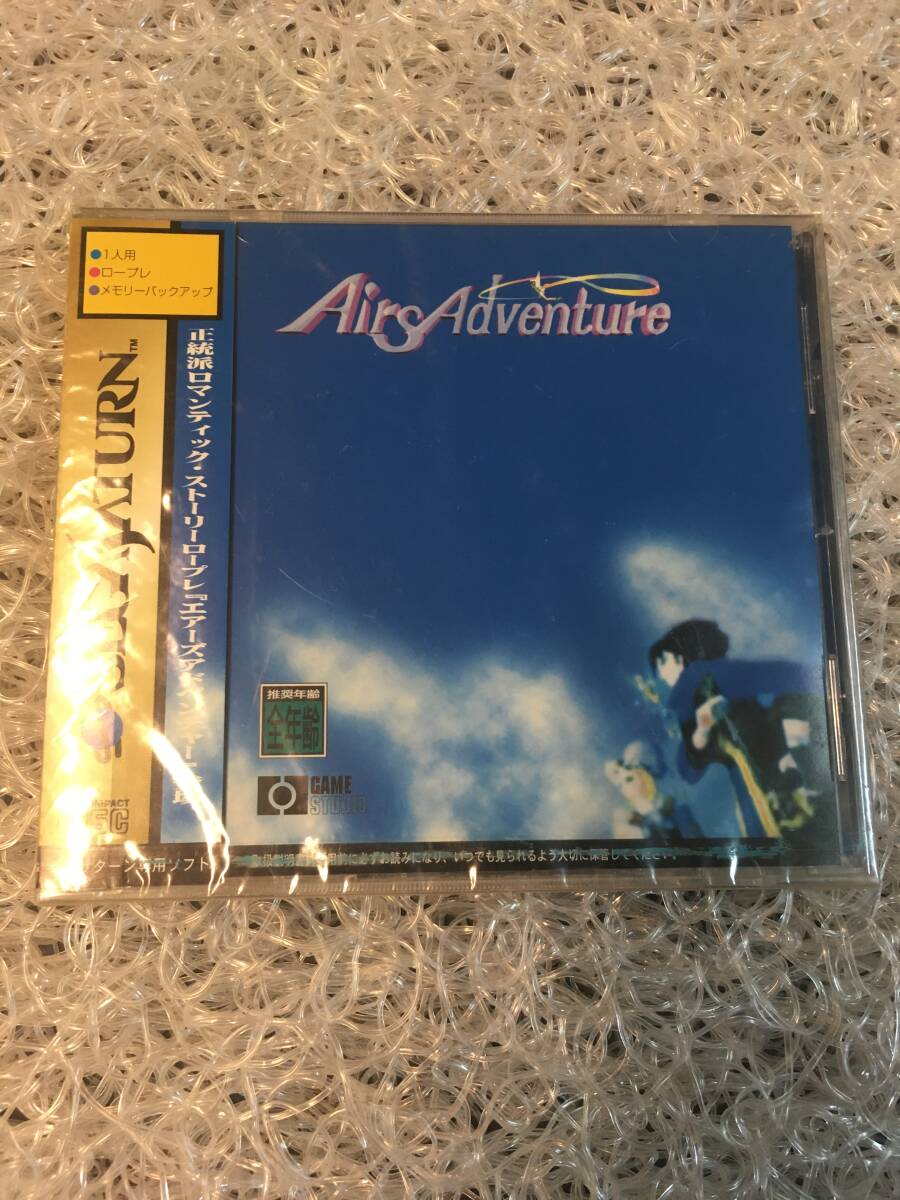 ●1人用
●ロープレ
●メモリーバックアップ
SEGA SATURN™
正統派ロマンティック・ストーリーロープレ『エアーズアドベンチャー』
AirsAdventure
推奨年齢
全年齢
GAME
STUDIO
COMPACT
DISC
ターン専用ソフト
取扱説明書 使用前に必ずお読みになり、いつでも見られるよう大切に保管してください。